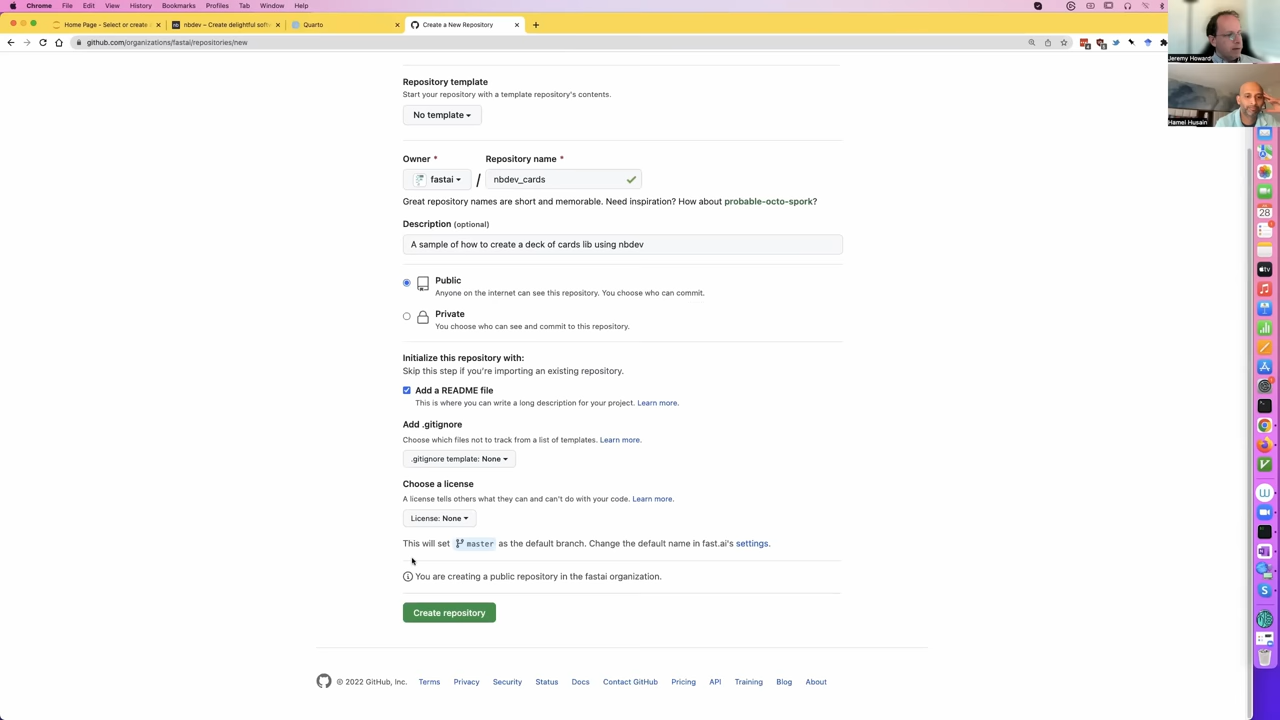 Chrome File Edit View History Bookmarks Profiles Tab Window Help
Home Page - Select or create
nbdev – Create delightful soft
Quarto
Create a New Repository
github.com/organizations/fastai/repositories/new
Jeremy Howard
Hamel Husain
28
Repository template
Start your repository with a template repository's contents.
No template
Owner * Repository name *
fastai / nbdev_cards
Great repository names are short and memorable. Need inspiration? How about probable-octo-spork?
Description (optional)
A sample of how to create a deck of cards lib using nbdev
Public
Anyone on the internet can see this repository. You choose who can commit.
Private
You choose who can see and commit to this repository.
Initialize this repository with:
Skip this step if you're importing an existing repository.
Add a README file
This is where you can write a long description for your project. Learn more.
Add .gitignore
Choose which files not to track from a list of templates. Learn more.
.gitignore template: None
Choose a license
A license tells others what they can and can't do with your code. Learn more.
License: None
This will set master as the default branch. Change the default name in fast.ai's settings.
You are creating a public repository in the fastai organization.
Create repository
© 2022 GitHub, Inc. Terms Privacy Security Status Docs Contact GitHub Pricing API Training Blog About